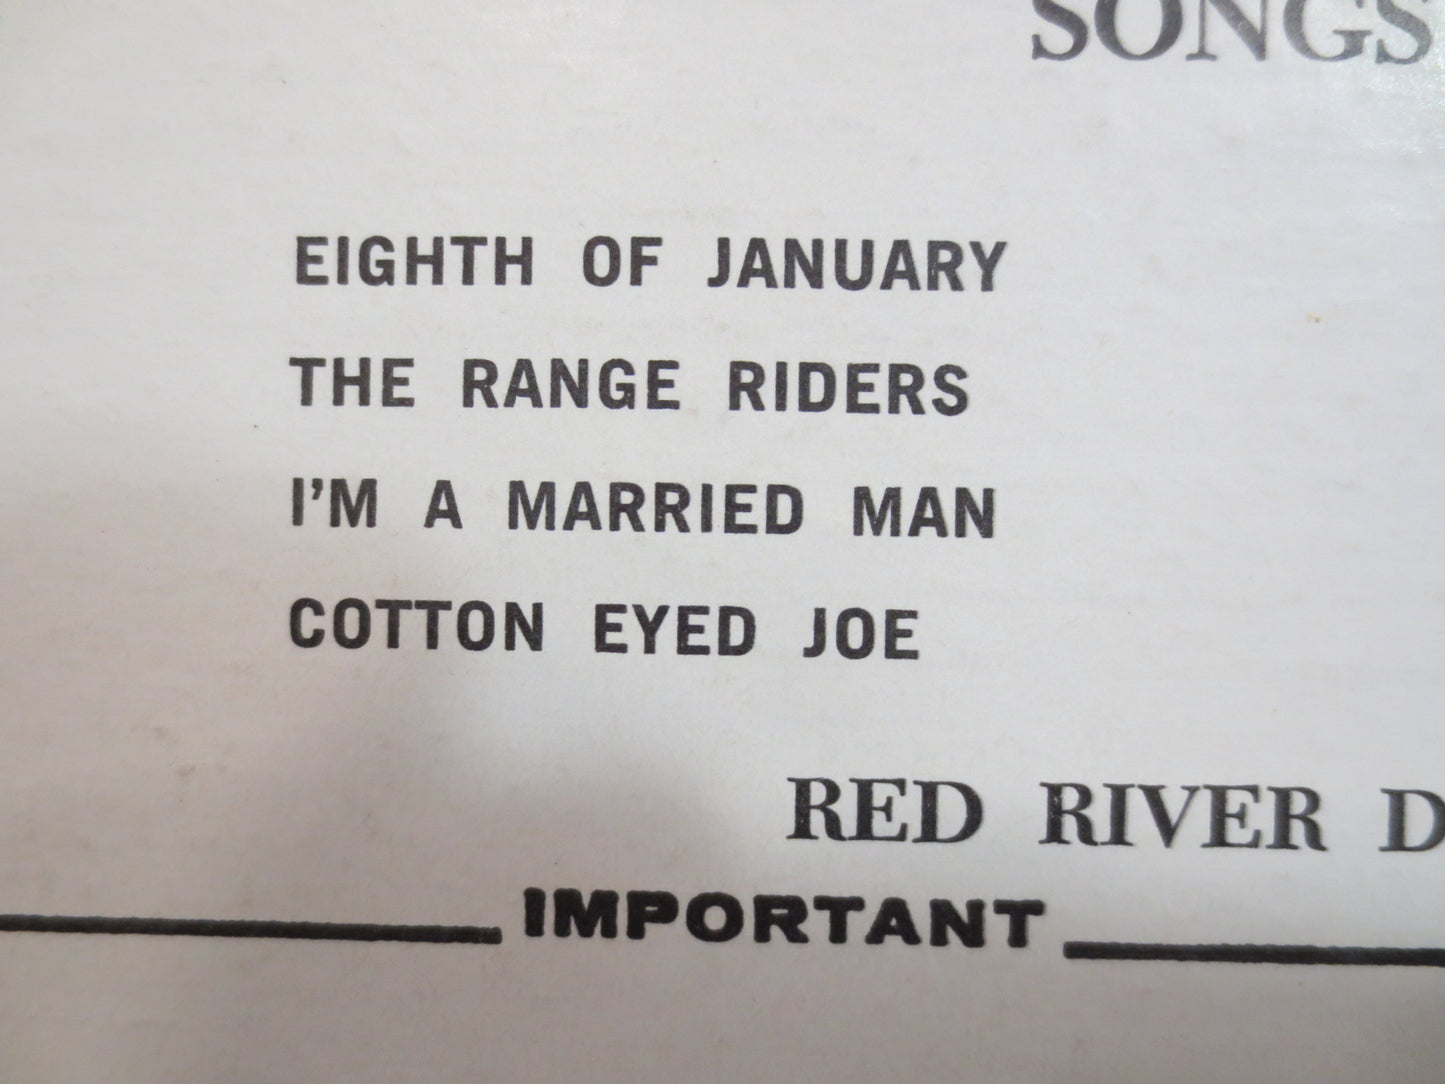 SONGS
EIGHTH OF JANUARY
THE RANGE RIDERS
I'M A MARRIED MAN
COTTON EYED JOE
RED RIVER D
IMPORTANT